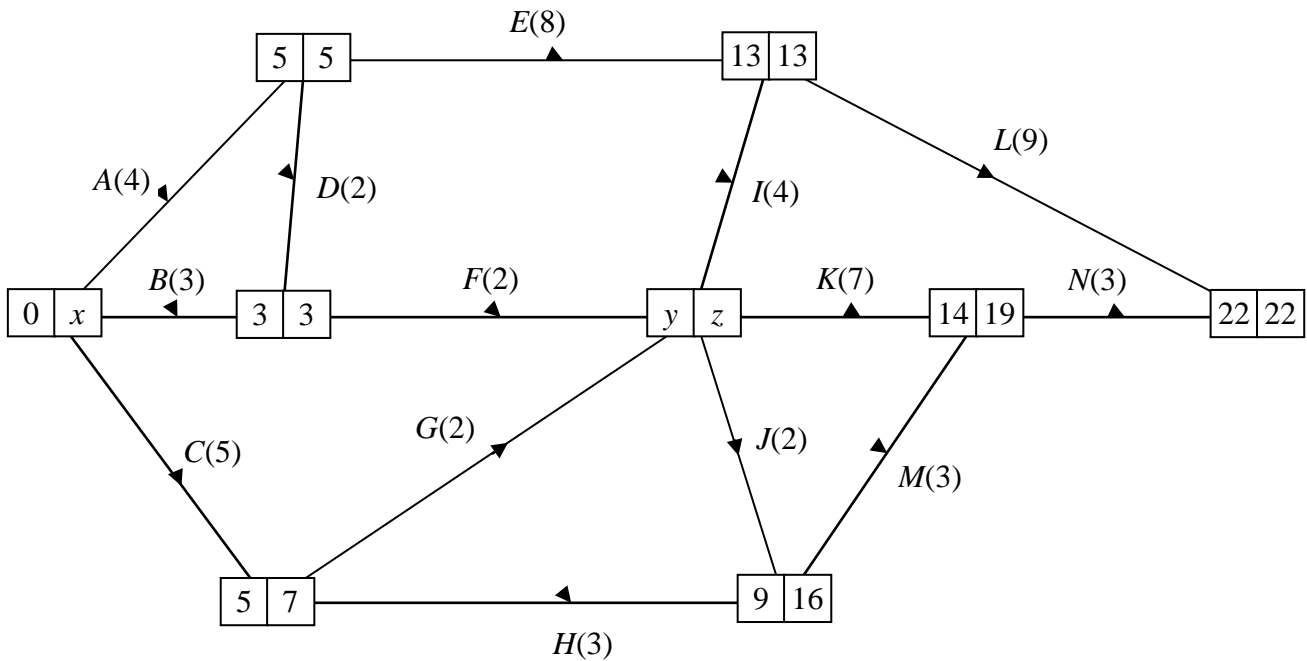 E(8)
5 5
13 13
L(9)
A(4)
D(2)
I(4)
B(3)
F(2)
K(7)
N(3)
0 x
3 3
y z
14 19
22 22
G(2)
J(2)
C(5)
M(3)
5 7
9 16
H(3)